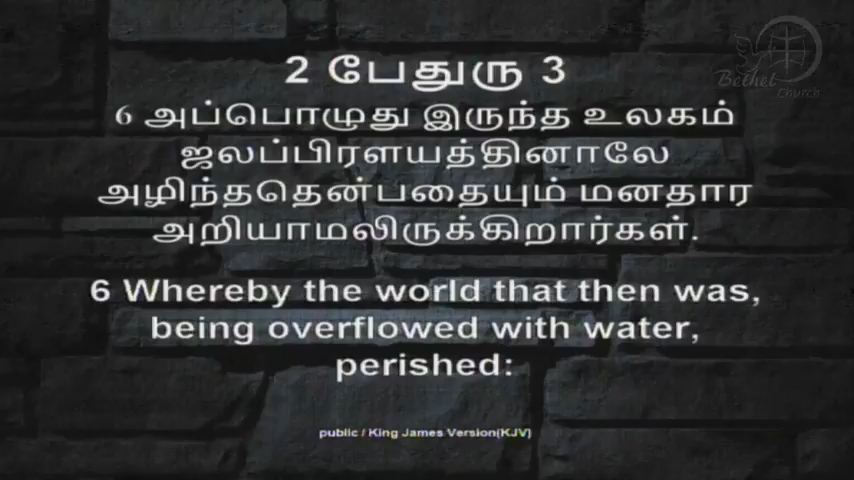 Bethel
Church
2 பேதுரு 3
6 அப்பொழுது இருந்த உலகம்
ஜலப்பிரளயத்தினாலே
அழிந்ததென்பதையும் மனதார
அறியாமலிருக்கிறார்கள்.
6 Whereby the world that then was,
being overflowed with water,
perished:
public / King James Version(KJV)